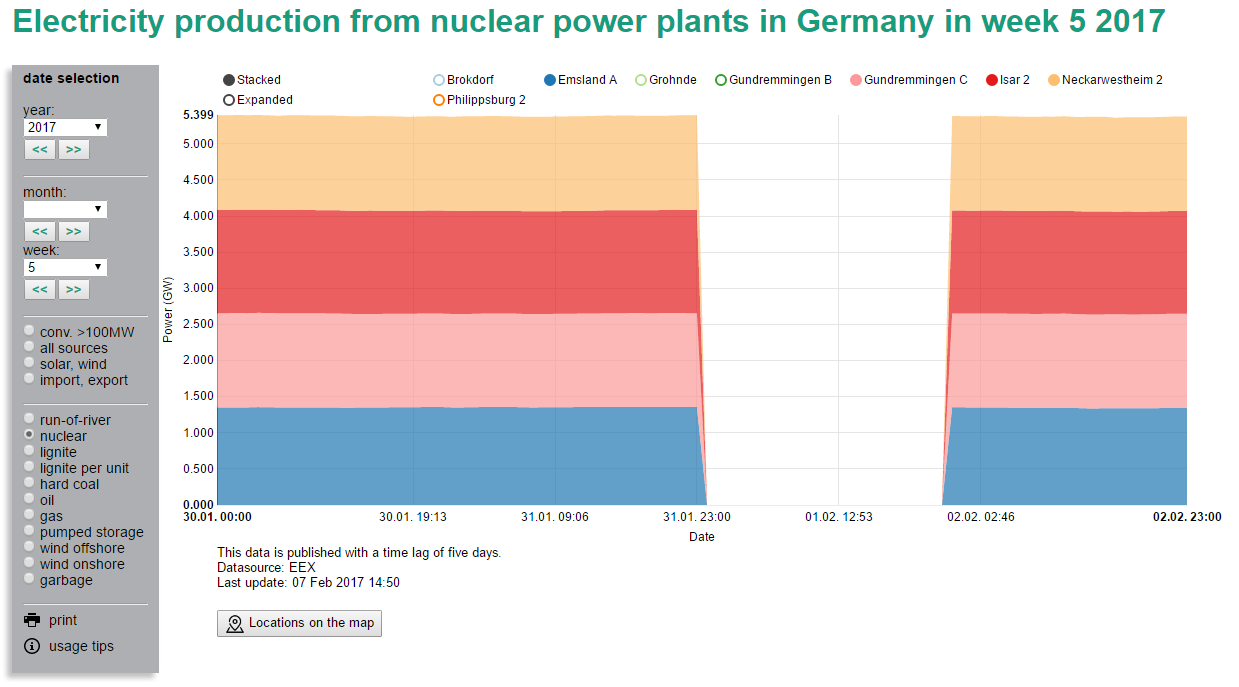 Electricity production from nuclear power plants in Germany in week 5 2017
date selection
year:
2017
<< >>
month:
<< >>
week:
5
<< >>
conv. >100MW
all sources
solar, wind
import, export
run-of-river
nuclear
lignite
lignite per unit
hard coal
oil
gas
pumped storage
wind offshore
wind onshore
garbage
print
usage tips
Stacked Brokdorf Emsland A Grohnde Gundremmingen B Gundremmingen C Isar 2 Neckarwestheim 2
Expanded Philippsburg 2
5.399
5.000
4.500
4.000
3.500
3.000
2.500
2.000
1.500
1.000
0.500
0.000
Power (GW)
30.01. 00:00 30.01. 19:13 31.01. 09:06 31.01. 23:00 01.02. 12:53 02.02. 02:46 02.02. 23:00
Date
This data is published with a time lag of five days.
Datasource: EEX
Last update: 07 Feb 2017 14:50
Locations on the map